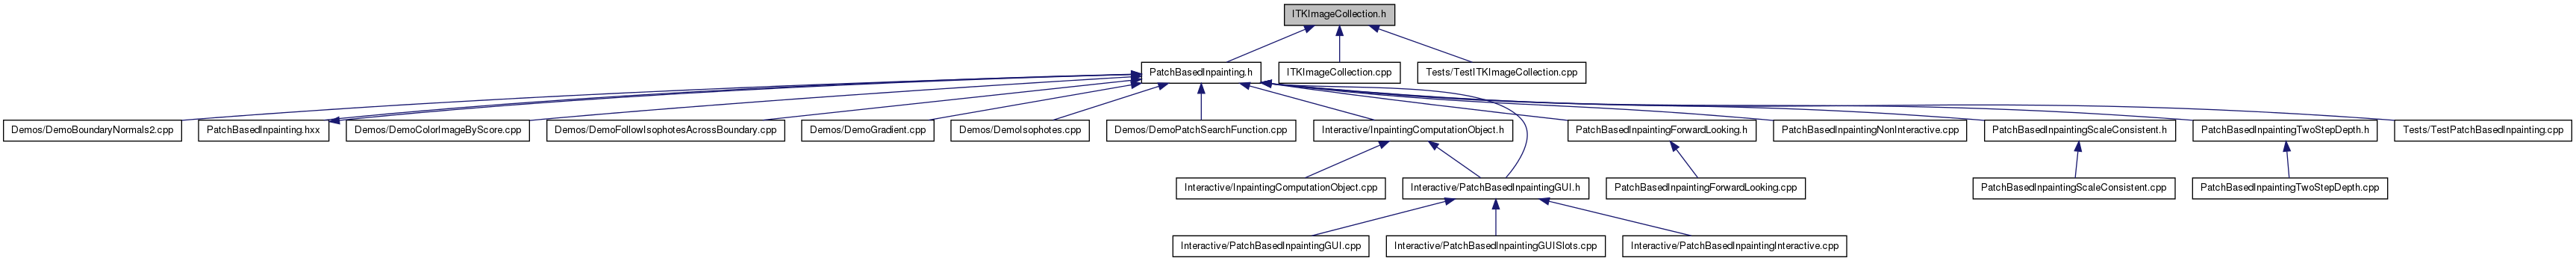 ITKImageCollection.h
PatchBasedInpainting.h
ITKImageCollection.cpp
Tests/TestITKImageCollection.cpp
Demos/DemoBoundaryNormals2.cpp
PatchBasedInpainting.hxx
Demos/DemoColorImageByScore.cpp
Demos/DemoFollowIsophotesAcrossBoundary.cpp
Demos/DemoGradient.cpp
Demos/DemoIsophotes.cpp
Demos/DemoPatchSearchFunction.cpp
Interactive/InpaintingComputationObject.h
PatchBasedInpaintingForwardLooking.h
PatchBasedInpaintingNonInteractive.cpp
PatchBasedInpaintingScaleConsistent.h
PatchBasedInpaintingTwoStepDepth.h
Tests/TestPatchBasedInpainting.cpp
Interactive/InpaintingComputationObject.cpp
Interactive/PatchBasedInpaintingGUI.h
PatchBasedInpaintingForwardLooking.cpp
PatchBasedInpaintingScaleConsistent.cpp
PatchBasedInpaintingTwoStepDepth.cpp
Interactive/PatchBasedInpaintingGUI.cpp
Interactive/PatchBasedInpaintingGUISlots.cpp
Interactive/PatchBasedInpaintingInteractive.cpp